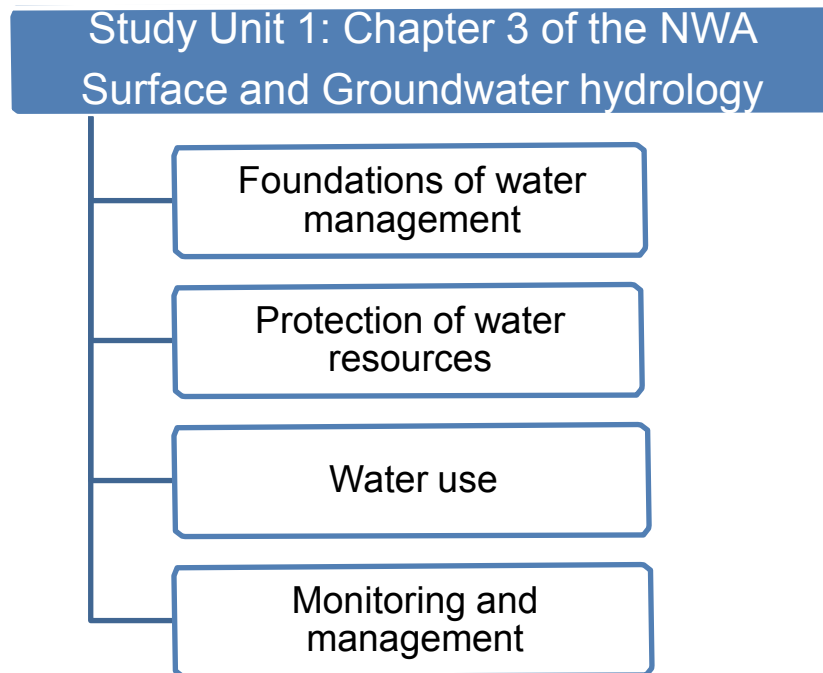 Study Unit 1: Chapter 3 of the NWA
Surface and Groundwater hydrology
Foundations of water
management
Protection of water
resources
Water use
Monitoring and
management